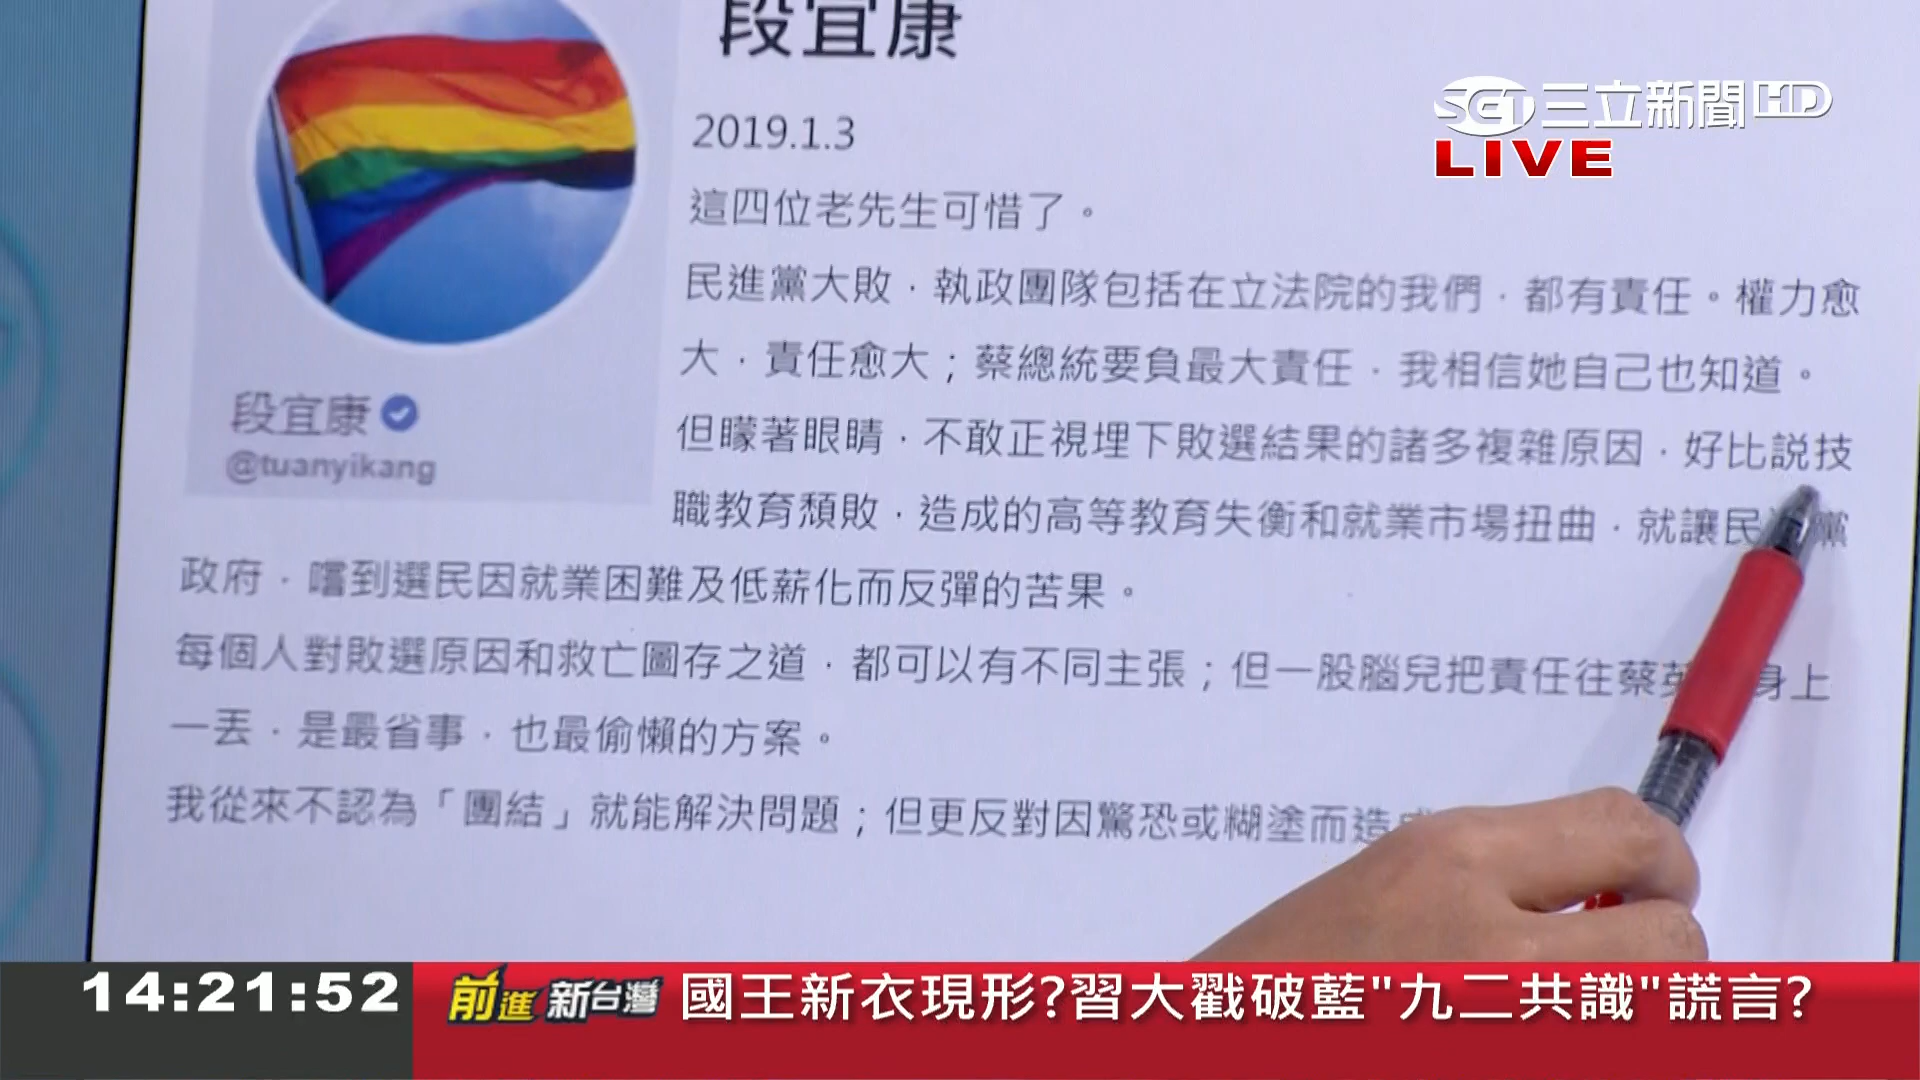 段宜康
SET三立新聞HD
LIVE
2019.1.3
這四位老先生可惜了。
民進黨大敗，執政團隊包括在立法院的我們，都有責任。權力愈
大，責任愈大；蔡總統要負最大責任，我相信她自己也知道。
但矇著眼睛，不敢正視埋下敗選結果的諸多複雜原因，好比説技
職教育頹敗，造成的高等教育失衡和就業市場扭曲，就讓民 黨
政府，嚐到選民因就業困難及低薪化而反彈的苦果。
每個人對敗選原因和救亡圖存之道，都可以有不同主張；但一股腦兒把責任往蔡英 身上
一丟，是最省事，也最偷懶的方案。
我從來不認為「團結」就能解決問題；但更反對因驚恐或糊塗而造成
段宜康
@tuanyikang
14:21:52
前進新台灣
國王新衣現形?習大戳破藍"九二共識"謊言?